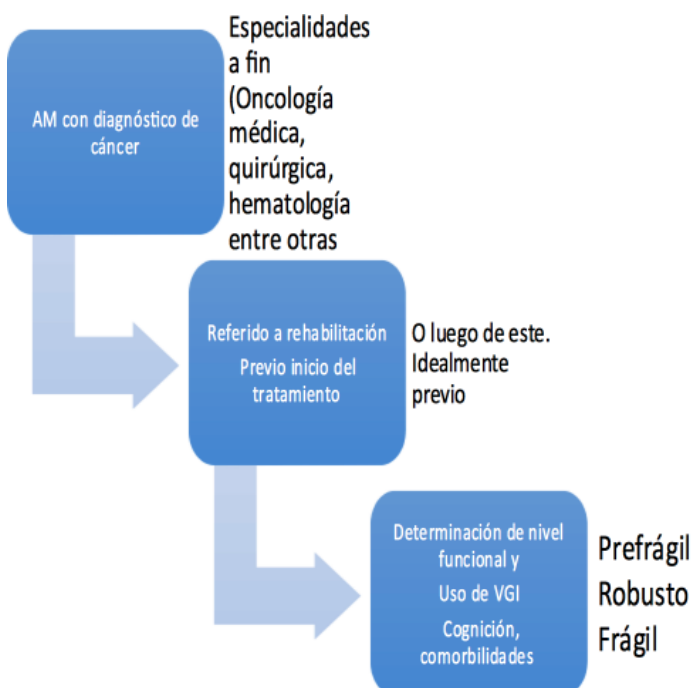 AM con diagnóstico de
cáncer
Especialidades
a fin
(Oncología
médica,
quirúrgica,
hematología
entre otras
Referido a rehabilitación
Previo inicio del
tratamiento
O luego de este.
Idealmente
previo
Determinación de nivel
funcional y
Uso de VGI
Cognición,
comorbilidades
Prefrágil
Robusto
Frágil